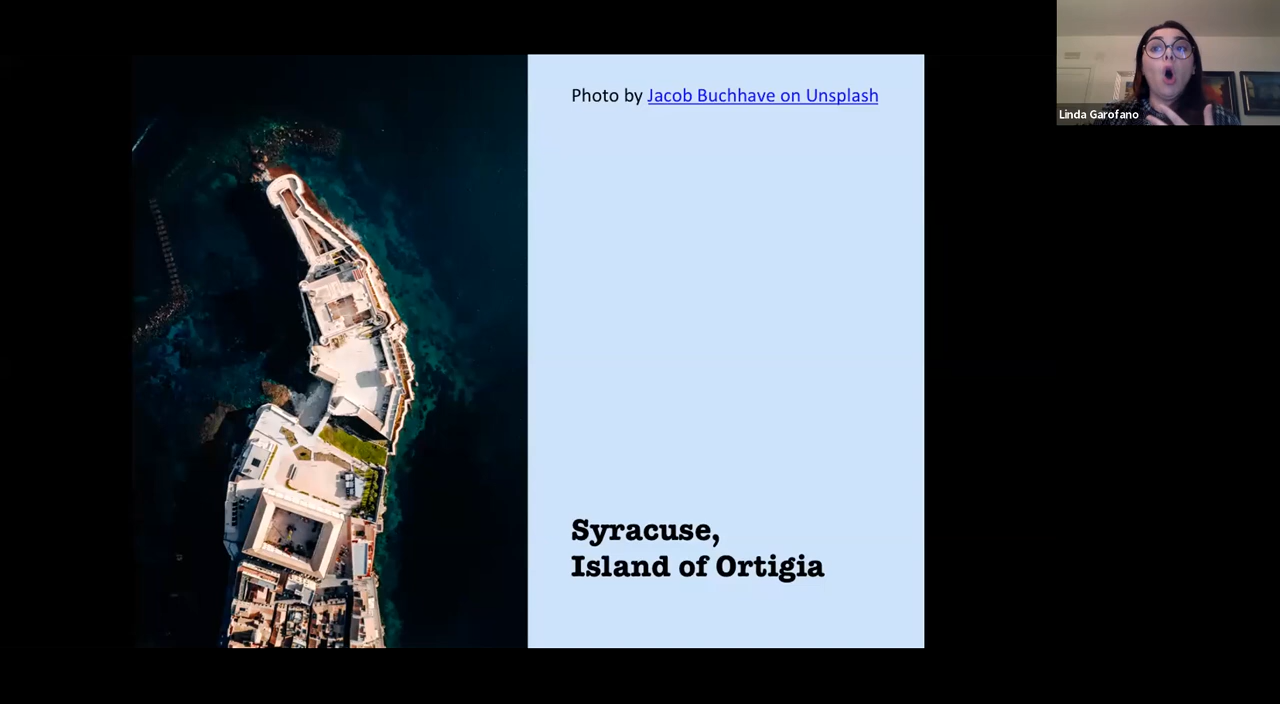 Photo by Jacob Buchhave on Unsplash
Linda Garofano
Syracuse,
Island of Ortigia